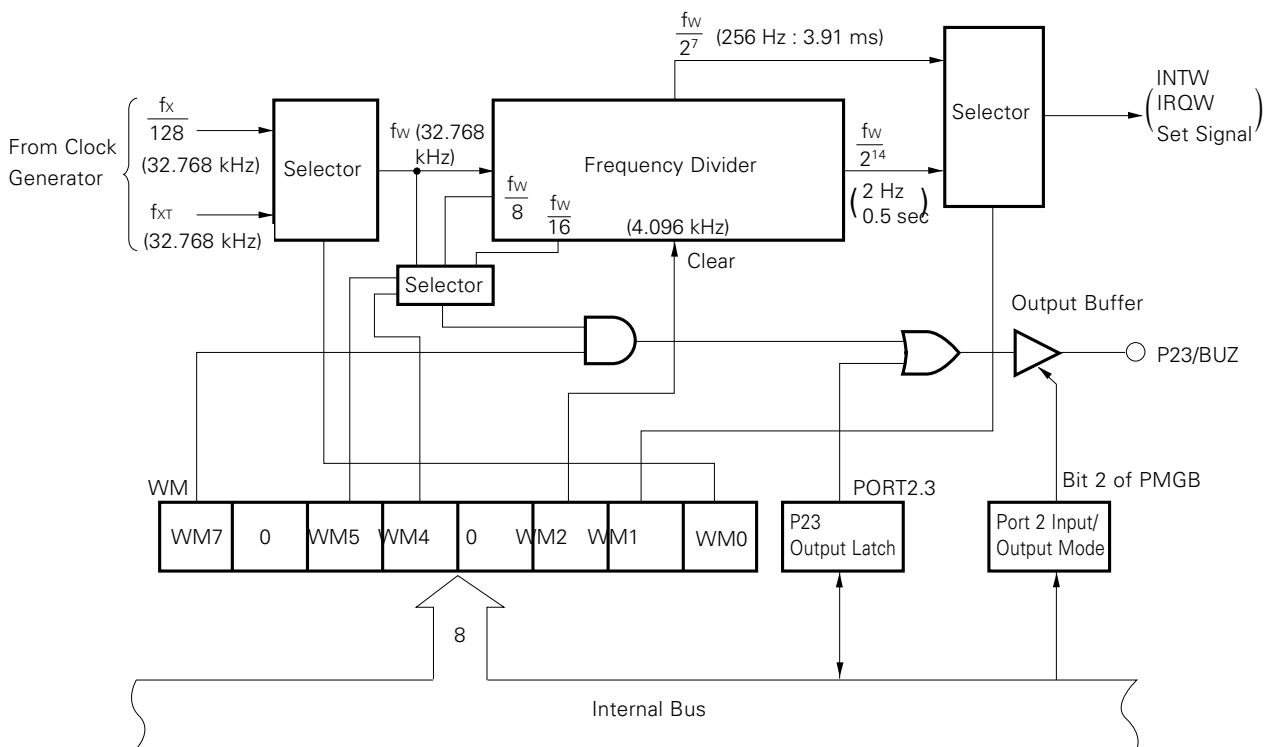 fW
2⁷ (256 Hz : 3.91 ms)
From Clock
Generator
fX
128
(32.768 kHz)
fXT
(32.768 kHz)
Selector
fW (32.768
kHz)
Frequency Divider
fW
8
fW
16
(4.096 kHz)
fW
2¹⁴
(2 Hz
0.5 sec)
Selector
(INTW
IRQW
Set Signal)
Selector
Clear
Output Buffer
P23/BUZ
WM
PORT2.3
Bit 2 of PMGB
WM7 0 WM5 WM4 0 WM2 WM1 WM0
P23
Output Latch
Port 2 Input/
Output Mode
8
Internal Bus